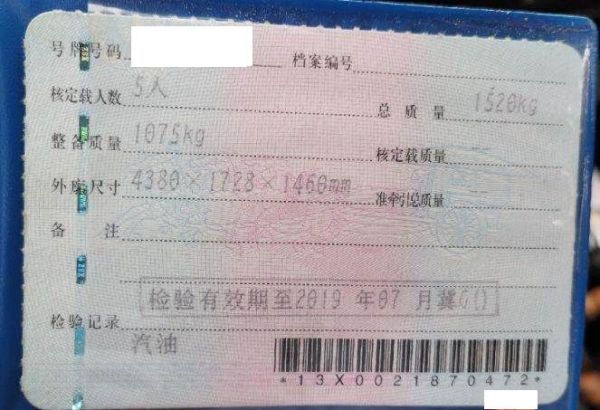 号牌号码 档案编号
核定载人数 5人 总质量 1520kg
整备质量 1075kg 核定载质量
外廓尺寸 4380×1728×1460mm 准牵引总质量
备注
检验有效期至2019年07月冀G()
检验记录
汽油
*13X0021870472*